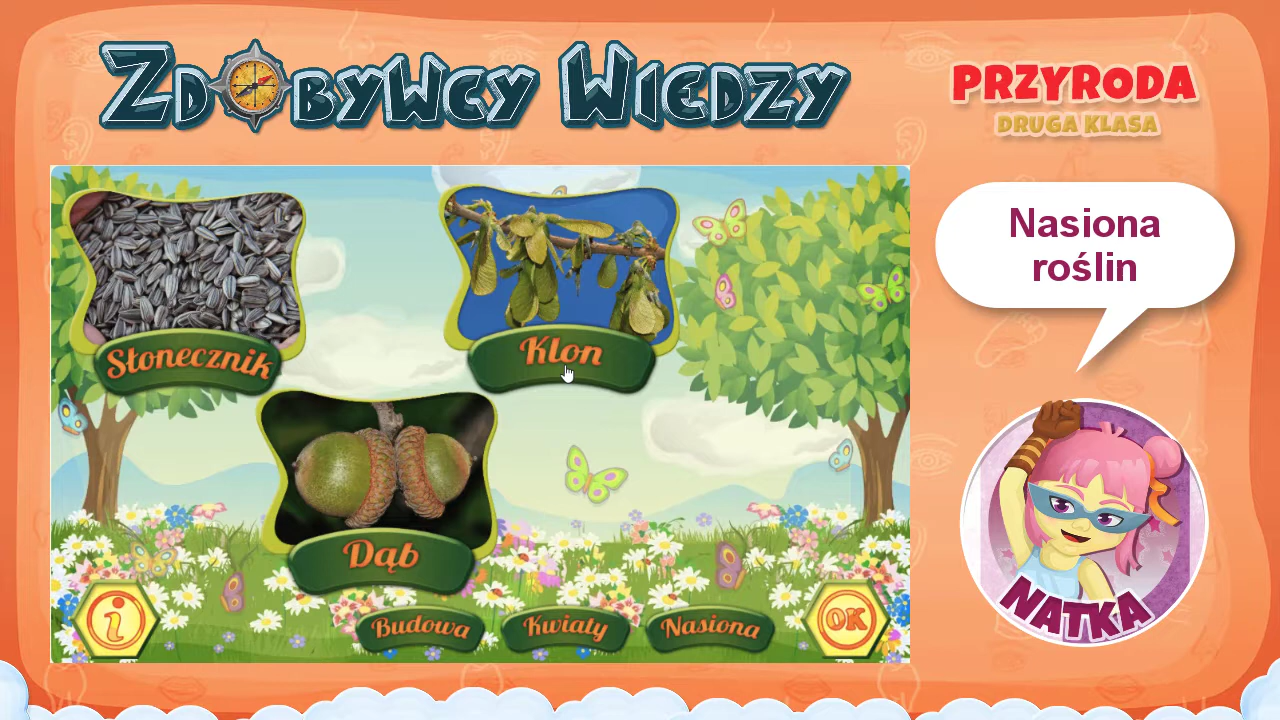 ZDOBYWCY WIEDZY
PRZYRODA
DRUGA KLASA
Nasiona
roślin
Słonecznik
Klon
Dąb
Budowa
Kwiaty
Nasiona
i
OK
NATKA